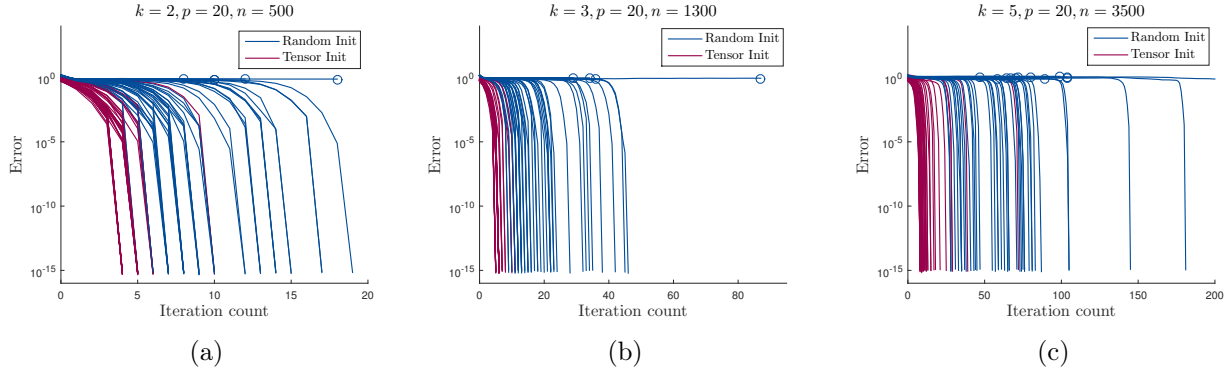 k = 2, p = 20, n = 500
Random Init
Tensor Init
10^0
10^-5
10^-10
10^-15
Error
0 5 10 15 20
Iteration count
(a)
k = 3, p = 20, n = 1300
Random Init
Tensor Init
10^0
10^-5
10^-10
10^-15
Error
0 20 40 60 80
Iteration count
(b)
k = 5, p = 20, n = 3500
Random Init
Tensor Init
10^0
10^-5
10^-10
10^-15
Error
0 50 100 150 200
Iteration count
(c)